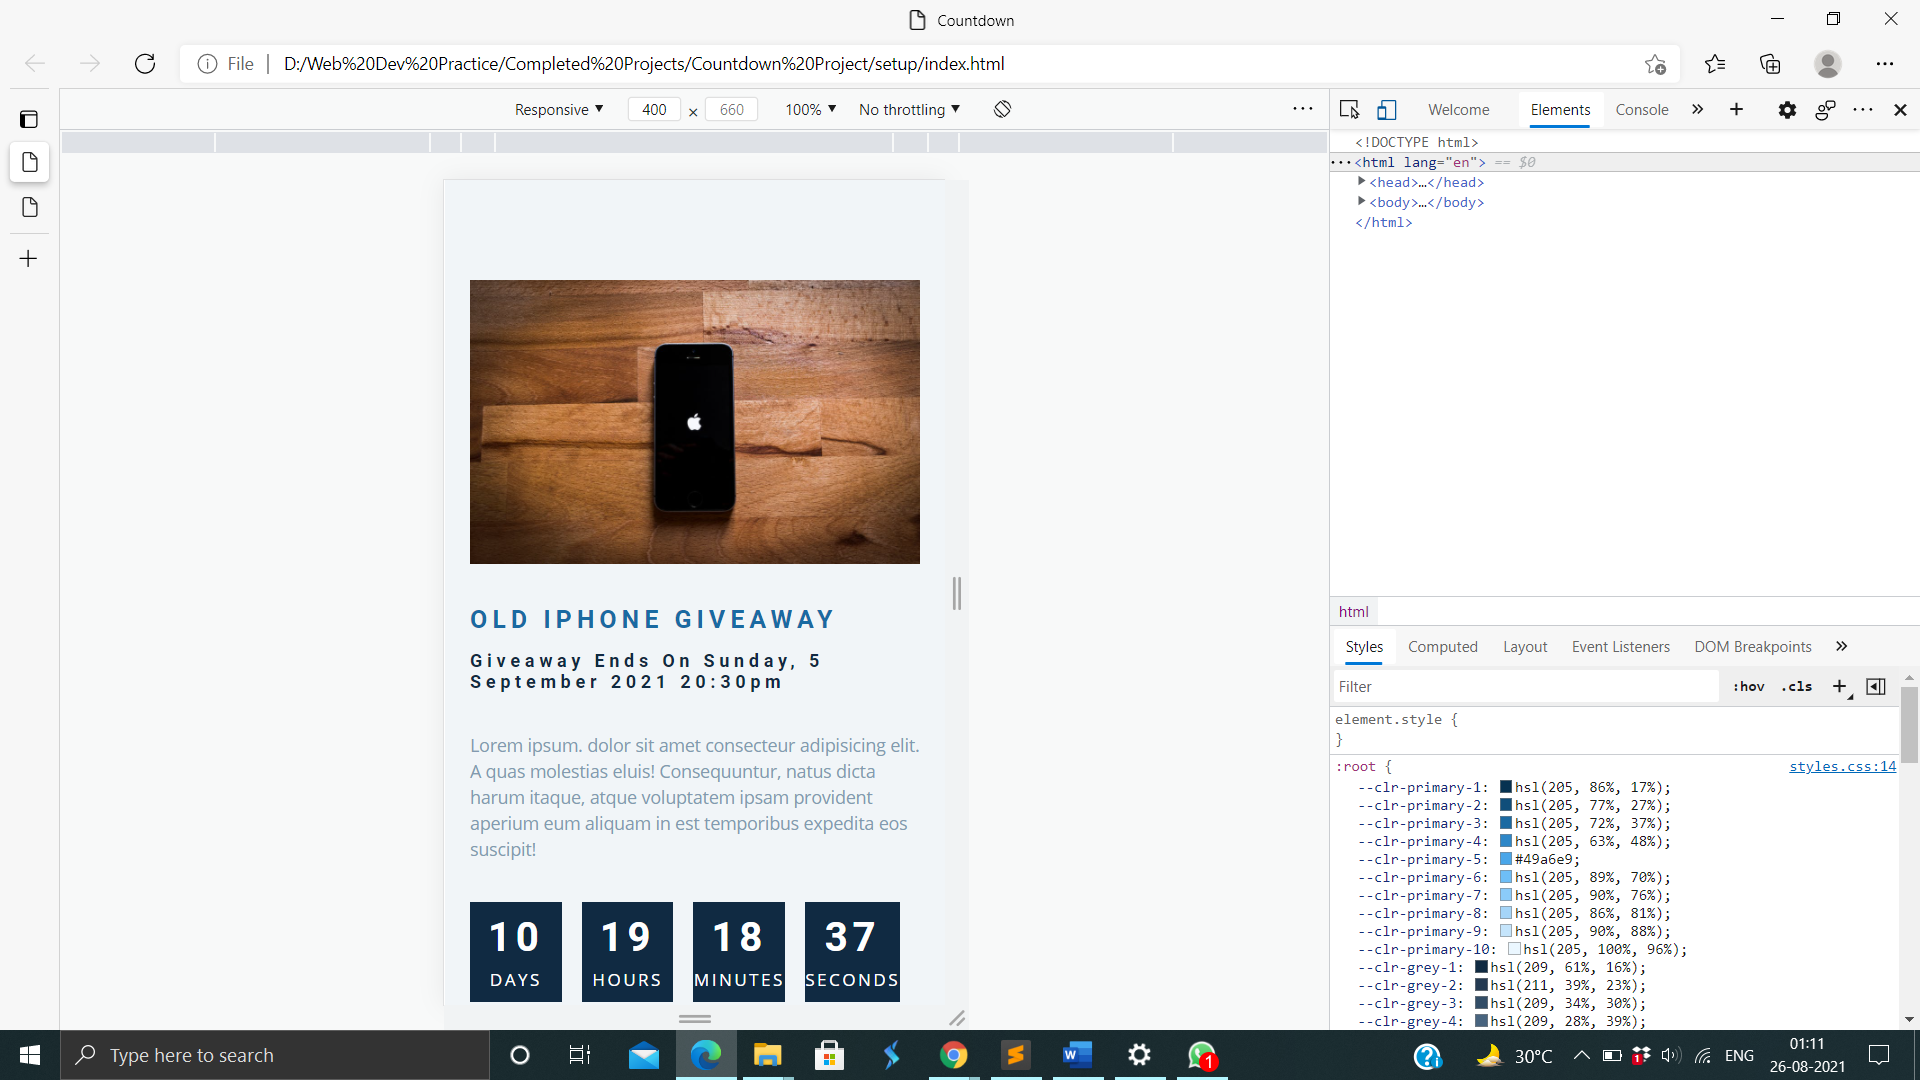 Countdown
File
D:/Web%20Dev%20Practice/Completed%20Projects/Countdown%20Project/setup/index.html
Responsive
400 × 660
100%
No throttling
Welcome
Elements
Console
<!DOCTYPE html>
<html lang="en"> == $0
<head>…</head>
<body>…</body>
</html>
OLD IPHONE GIVEAWAY
Giveaway Ends On Sunday, 5
September 2021 20:30pm
Lorem ipsum. dolor sit amet consecteur adipisicing elit.
A quas molestias eluis! Consequuntur, natus dicta
harum itaque, atque voluptatem ipsam provident
aperium eum aliquam in est temporibus expedita eos
suscipit!
10 19 18 37
DAYS HOURS MINUTES SECONDS
html
Styles Computed Layout Event Listeners DOM Breakpoints
Filter :hov .cls
element.style {
}
:root { styles.css:14
--clr-primary-1: hsl(205, 86%, 17%);
--clr-primary-2: hsl(205, 77%, 27%);
--clr-primary-3: hsl(205, 72%, 37%);
--clr-primary-4: hsl(205, 63%, 48%);
--clr-primary-5: #49a6e9;
--clr-primary-6: hsl(205, 89%, 70%);
--clr-primary-7: hsl(205, 90%, 76%);
--clr-primary-8: hsl(205, 86%, 81%);
--clr-primary-9: hsl(205, 90%, 88%);
--clr-primary-10: hsl(205, 100%, 96%);
--clr-grey-1: hsl(209, 61%, 16%);
--clr-grey-2: hsl(211, 39%, 23%);
--clr-grey-3: hsl(209, 34%, 30%);
--clr-grey-4: hsl(209, 28%, 39%);
Type here to search
1
30°C
1
ENG
01:11
26-08-2021